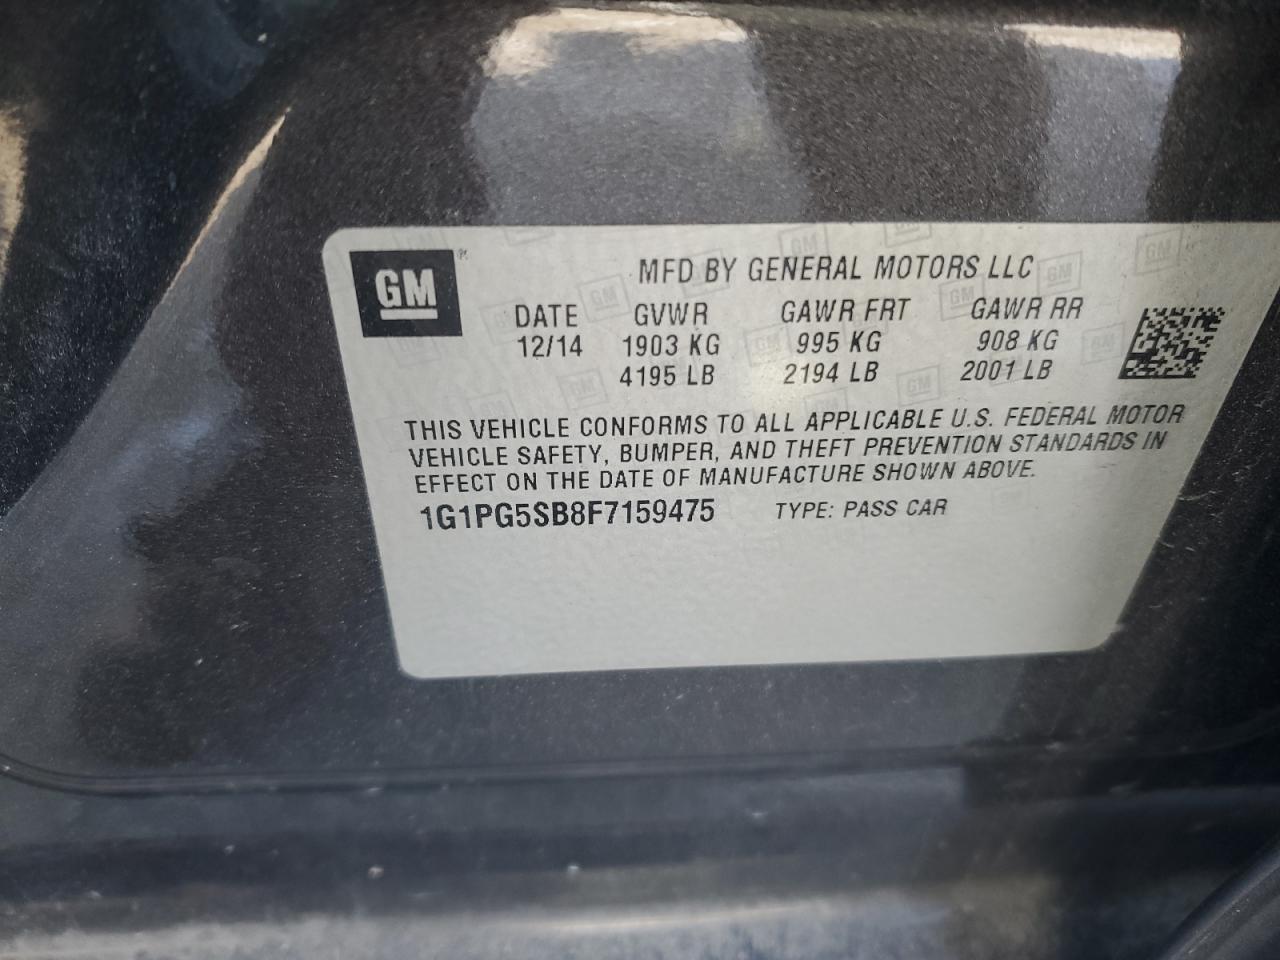 GM
MFD BY GENERAL MOTORS LLC
DATE GVWR GAWR FRT GAWR RR
12/14 1903 KG 995 KG 908 KG
4195 LB 2194 LB 2001 LB
THIS VEHICLE CONFORMS TO ALL APPLICABLE U.S. FEDERAL MOTOR
VEHICLE SAFETY, BUMPER, AND THEFT PREVENTION STANDARDS IN
EFFECT ON THE DATE OF MANUFACTURE SHOWN ABOVE.
1G1PG5SB8F7159475 TYPE: PASS CAR